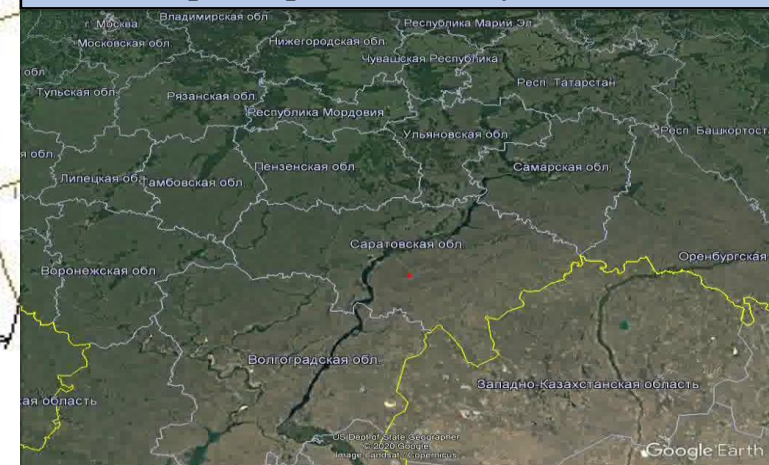 г. Москва
Владимирская обл.
Республика Марий Эл
Московская обл.
Нижегородская обл.
Чувашская Республика
обл.
Тульская обл.
Рязанская обл.
Респ. Татарстан
Республика Мордовия
Ульяновская обл.
Респ. Башкортост
я обл.
Пензенская обл.
Самарская обл.
Липецкая об
Тамбовская обл.
Саратовская обл.
Воронежская обл.
Оренбургская
Волгоградская обл.
Западно-Казахстанская область
ая область
US Dept of State Geographer
© 2020 Google
Image Landsat / Copernicus
Google Earth